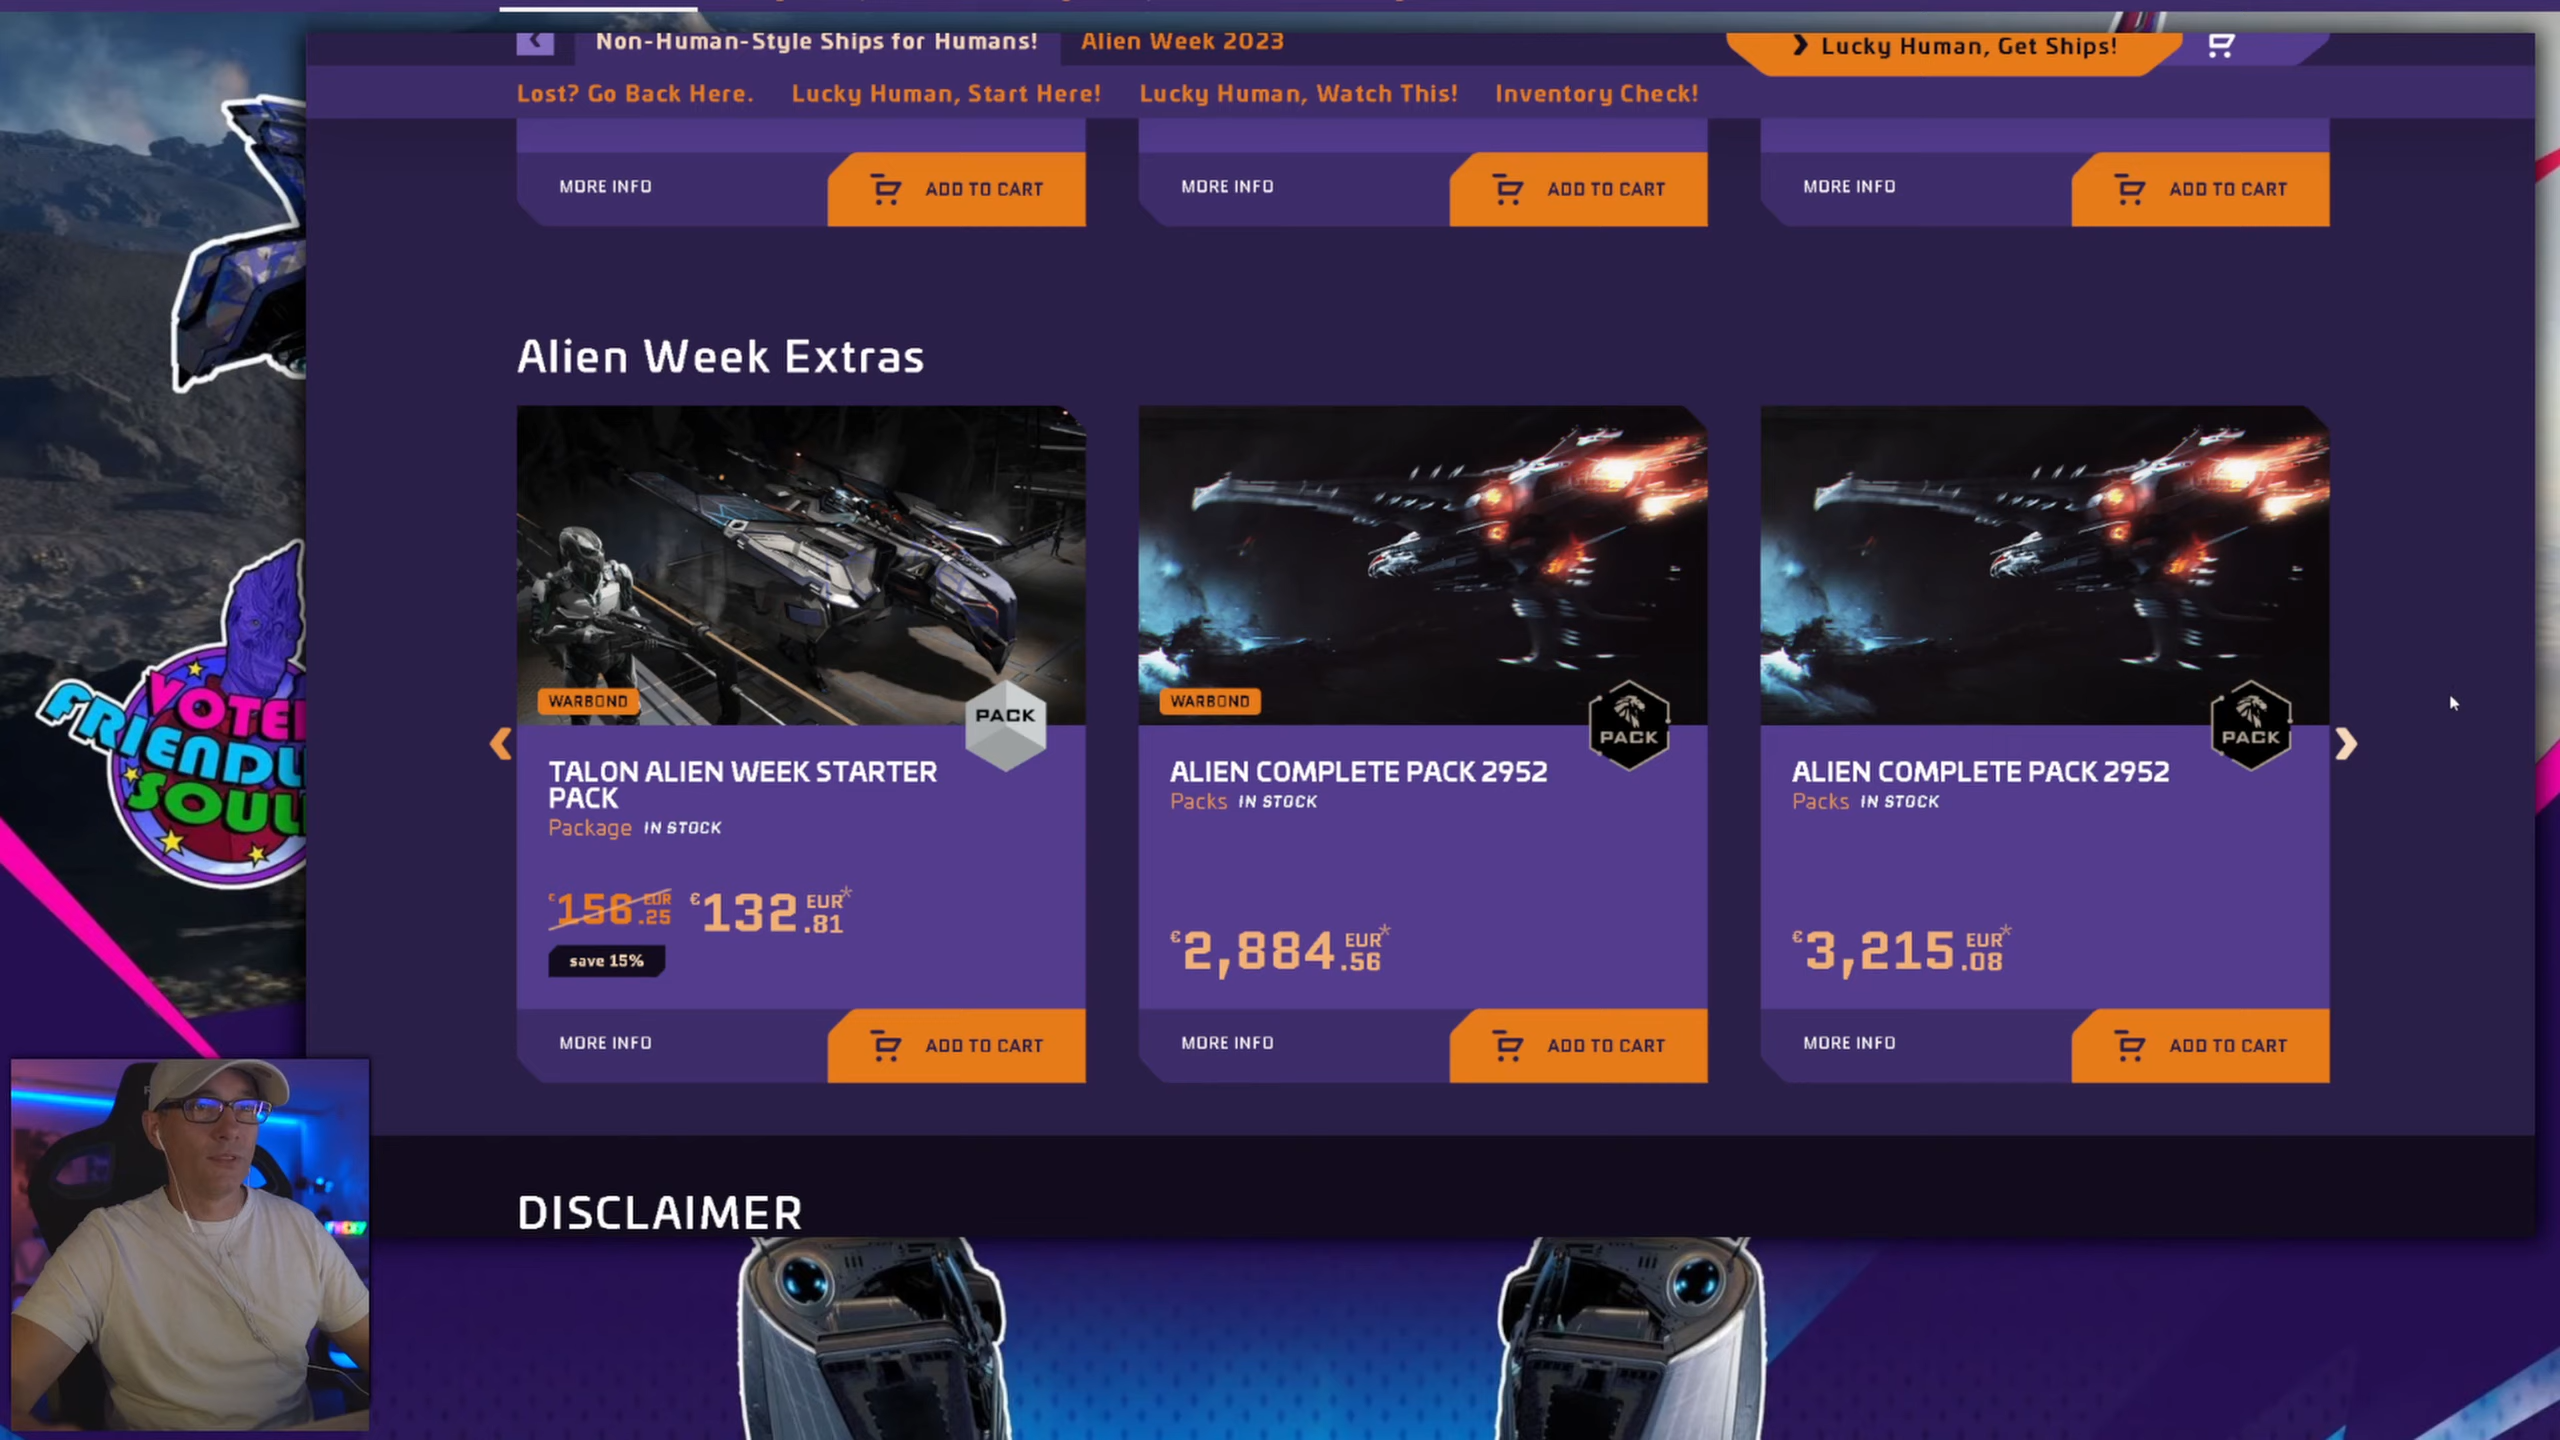 Non-Human-Style Ships for Humans!
Alien Week 2023
Lucky Human, Get Ships!
Lost? Go Back Here.
Lucky Human, Start Here!
Lucky Human, Watch This!
Inventory Check!
MORE INFO
ADD TO CART
MORE INFO
ADD TO CART
MORE INFO
ADD TO CART
Alien Week Extras
WARBOND
PACK
TALON ALIEN WEEK STARTER
PACK
Package IN STOCK
€156.25 EUR €132.81 EUR*
save 15%
MORE INFO
ADD TO CART
WARBOND
PACK
ALIEN COMPLETE PACK 2952
Packs IN STOCK
€2,884.56 EUR*
MORE INFO
ADD TO CART
PACK
ALIEN COMPLETE PACK 2952
Packs IN STOCK
€3,215.08 EUR*
MORE INFO
ADD TO CART
DISCLAIMER